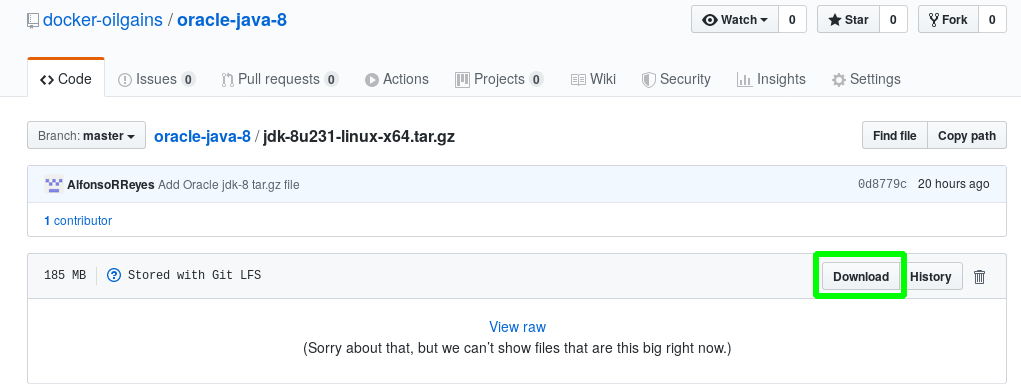 docker-oilgains / oracle-java-8 Watch 0 Star 0 Fork 0
Code Issues 0 Pull requests 0 Actions Projects 0 Wiki Security Insights Settings
Branch: master oracle-java-8 / jdk-8u231-linux-x64.tar.gz Find file Copy path
AlfonsoRReyes Add Oracle jdk-8 tar.gz file 0d8779c 20 hours ago
1 contributor
185 MB ? Stored with Git LFS Download History
View raw
(Sorry about that, but we can't show files that are this big right now.)